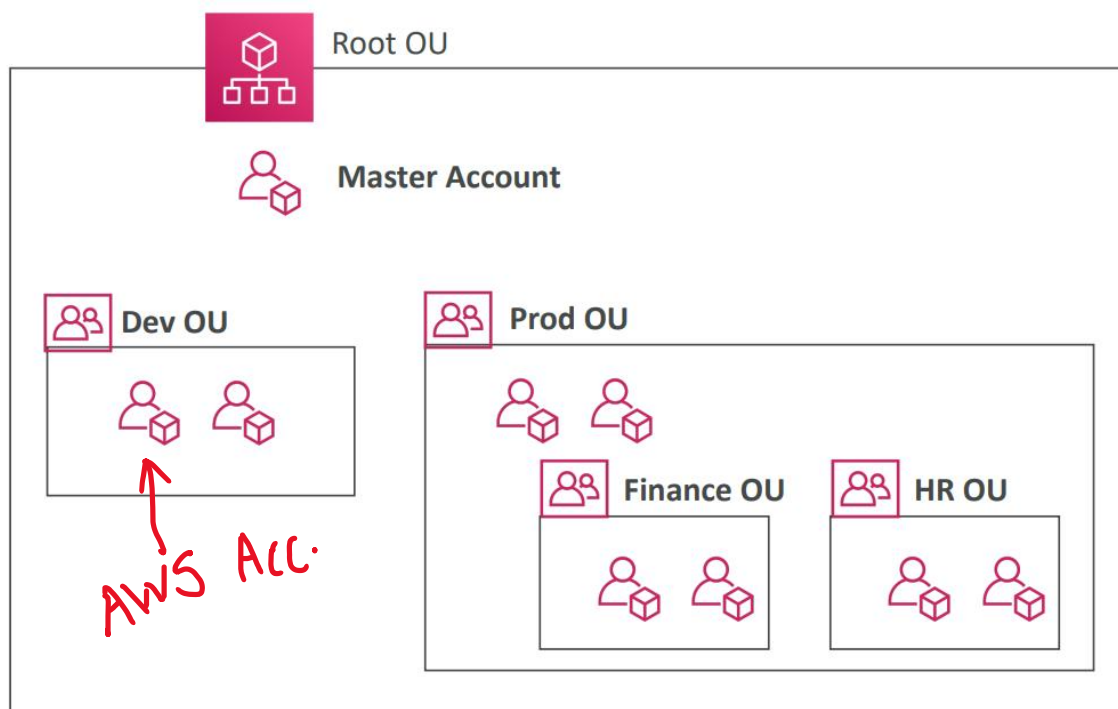 Root OU
Master Account
Dev OU
Prod OU
Finance OU
HR OU
AWS Acc.